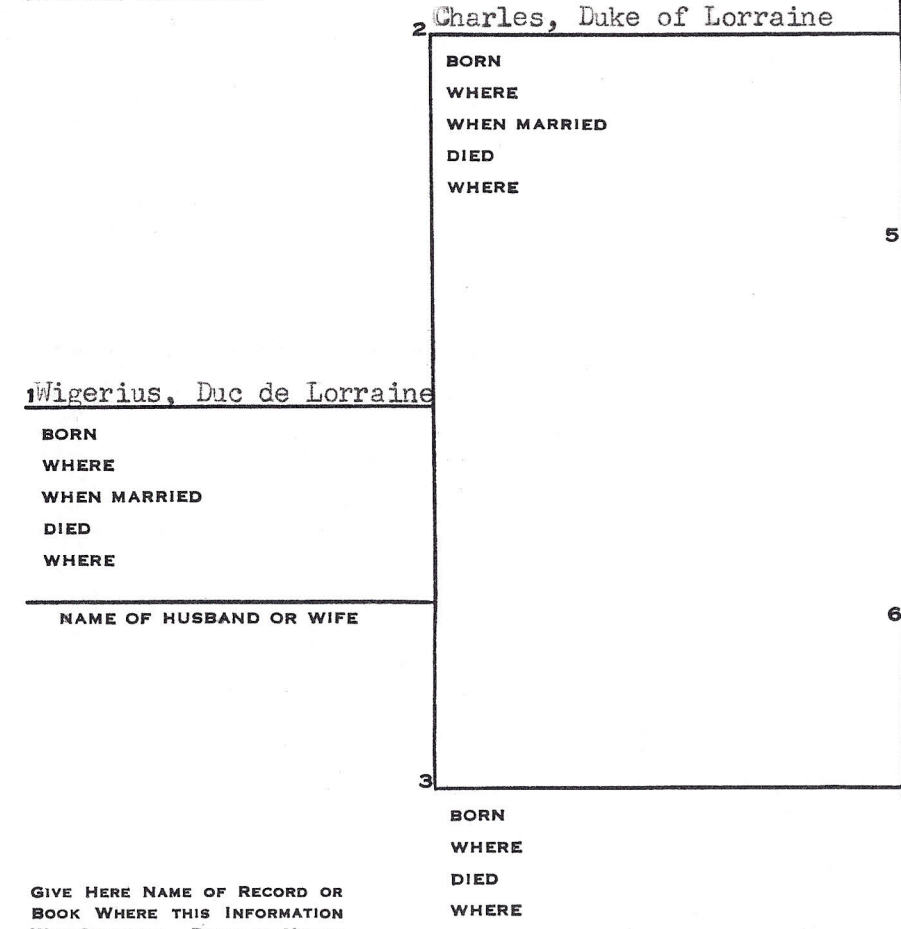 2 Charles, Duke of Lorraine
BORN
WHERE
WHEN MARRIED
DIED
WHERE
5
1 Wigerius, Duc de Lorraine
BORN
WHERE
WHEN MARRIED
DIED
WHERE
NAME OF HUSBAND OR WIFE
6
3
BORN
WHERE
DIED
WHERE
GIVE HERE NAME OF RECORD OR
BOOK WHERE THIS INFORMATION